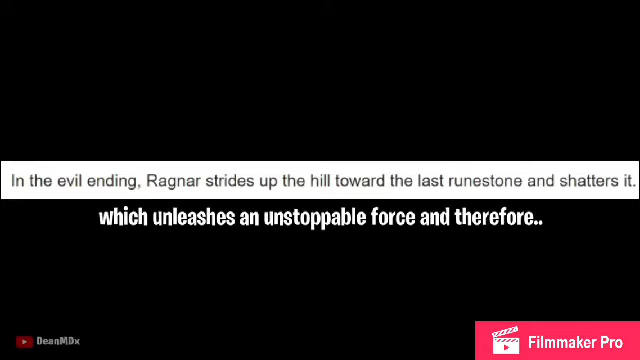 In the evil ending, Ragnar strides up the hill toward the last runestone and shatters it.
which unleashes an unstoppable force and therefore..
DeanMDx
Filmmaker Pro